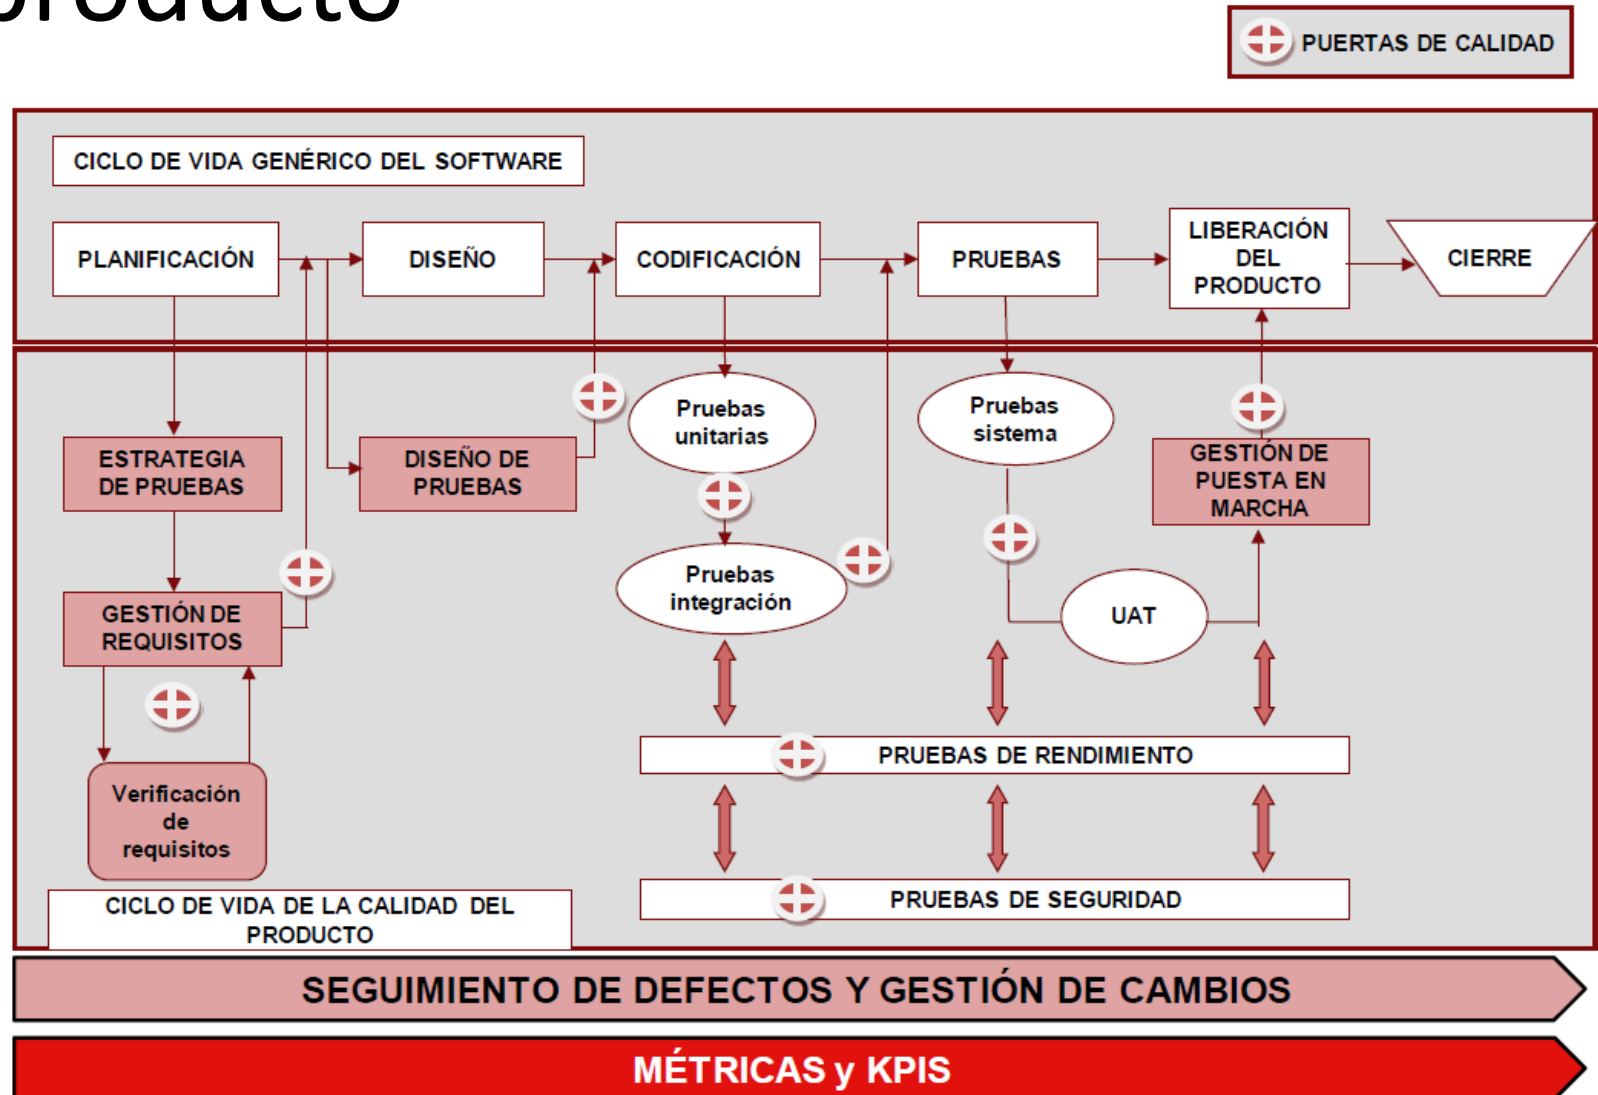 producto
PUERTAS DE CALIDAD
CICLO DE VIDA GENÉRICO DEL SOFTWARE
PLANIFICACIÓN
DISEÑO
CODIFICACIÓN
PRUEBAS
LIBERACIÓN
DEL
PRODUCTO
CIERRE
ESTRATEGIA
DE PRUEBAS
DISEÑO DE
PRUEBAS
Pruebas
unitarias
Pruebas
sistema
GESTIÓN DE
PUESTA EN
MARCHA
GESTIÓN DE
REQUISITOS
Pruebas
integración
UAT
Verificación
de
requisitos
PRUEBAS DE RENDIMIENTO
PRUEBAS DE SEGURIDAD
CICLO DE VIDA DE LA CALIDAD DEL
PRODUCTO
SEGUIMIENTO DE DEFECTOS Y GESTIÓN DE CAMBIOS
MÉTRICAS y KPIS